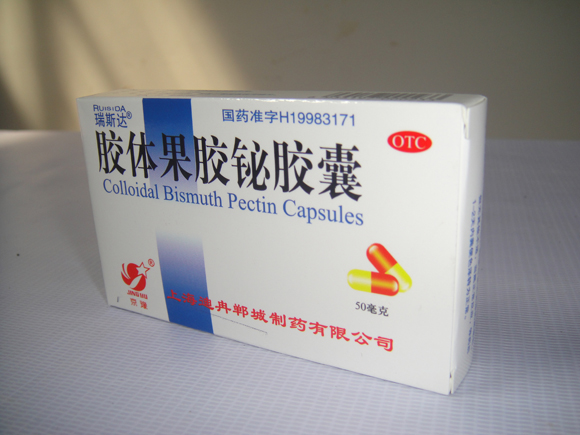 RUISIDA
瑞斯达®
国药准字H19983171
OTC
胶体果胶铋胶囊
Colloidal Bismuth Pectin Capsules
®
50毫克
上海冉郸城制药有限公司